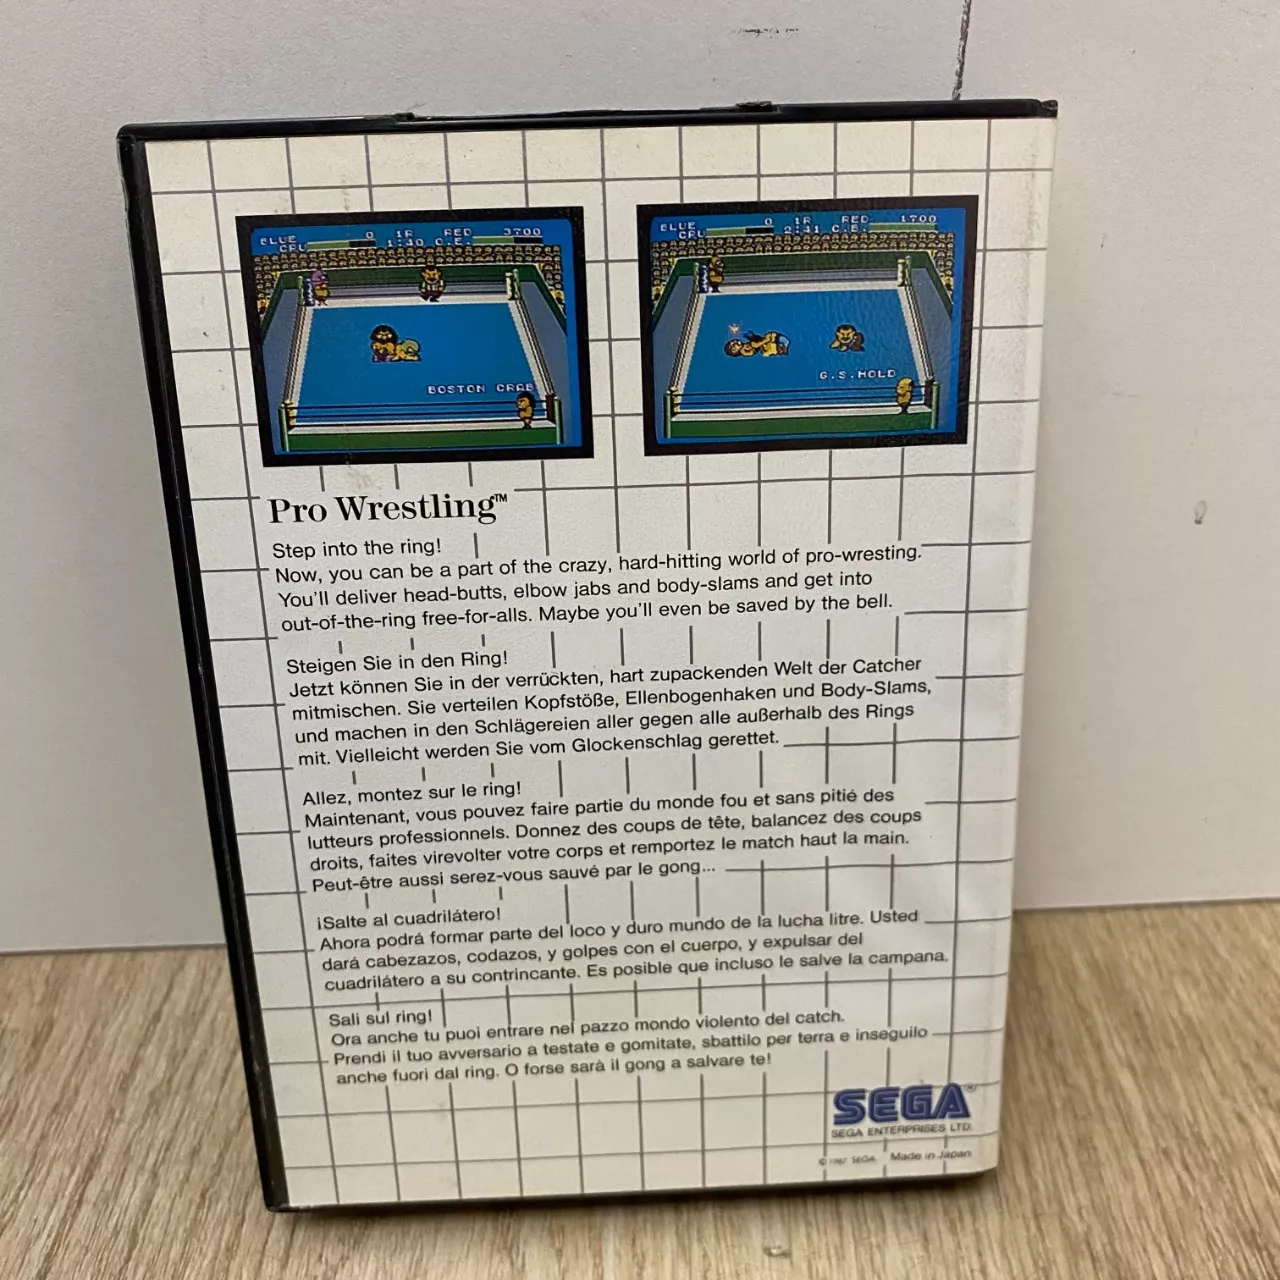 BLUE 0 1R RED 3700
CPU 1:40 O.E.
BOSTON CRAB
BLUE 0 1R RED 1700
CPU 2:41 C.B.
G.S.HOLD
Pro Wrestling™
Step into the ring!
Now, you can be a part of the crazy, hard-hitting world of pro-wresting.
You'll deliver head-butts, elbow jabs and body-slams and get into
out-of-the-ring free-for-alls. Maybe you'll even be saved by the bell.
Steigen Sie in den Ring!
Jetzt können Sie in der verrückten, hart zupackenden Welt der Catcher
mitmischen. Sie verteilen Kopfstöße, Ellenbogenhaken und Body-Slams,
und machen in den Schlägereien aller gegen alle außerhalb des Rings
mit. Vielleicht werden Sie vom Glockenschlag gerettet.
Allez, montez sur le ring!
Maintenant, vous pouvez faire partie du monde fou et sans pitié des
lutteurs professionnels. Donnez des coups de tête, balancez des coups
droits, faites virevolter votre corps et remportez le match haut la main.
Peut-être aussi serez-vous sauvé par le gong...
¡Salte al cuadrilátero!
Ahora podrá formar parte del loco y duro mundo de la lucha litre. Usted
dará cabezazos, codazos, y golpes con el cuerpo, y expulsar del
cuadrilátero a su contrincante. Es posible que incluso le salve la campana.
Sali sul ring!
Ora anche tu puoi entrare nel pazzo mondo violento del catch.
Prendi il tuo avversario a testate e gomitate, sbattilo per terra e inseguilo
anche fuori dal ring. O forse sarà il gong a salvare te!
SEGA®
SEGA ENTERPRISES LTD.
© 1987 SEGA Made in Japan